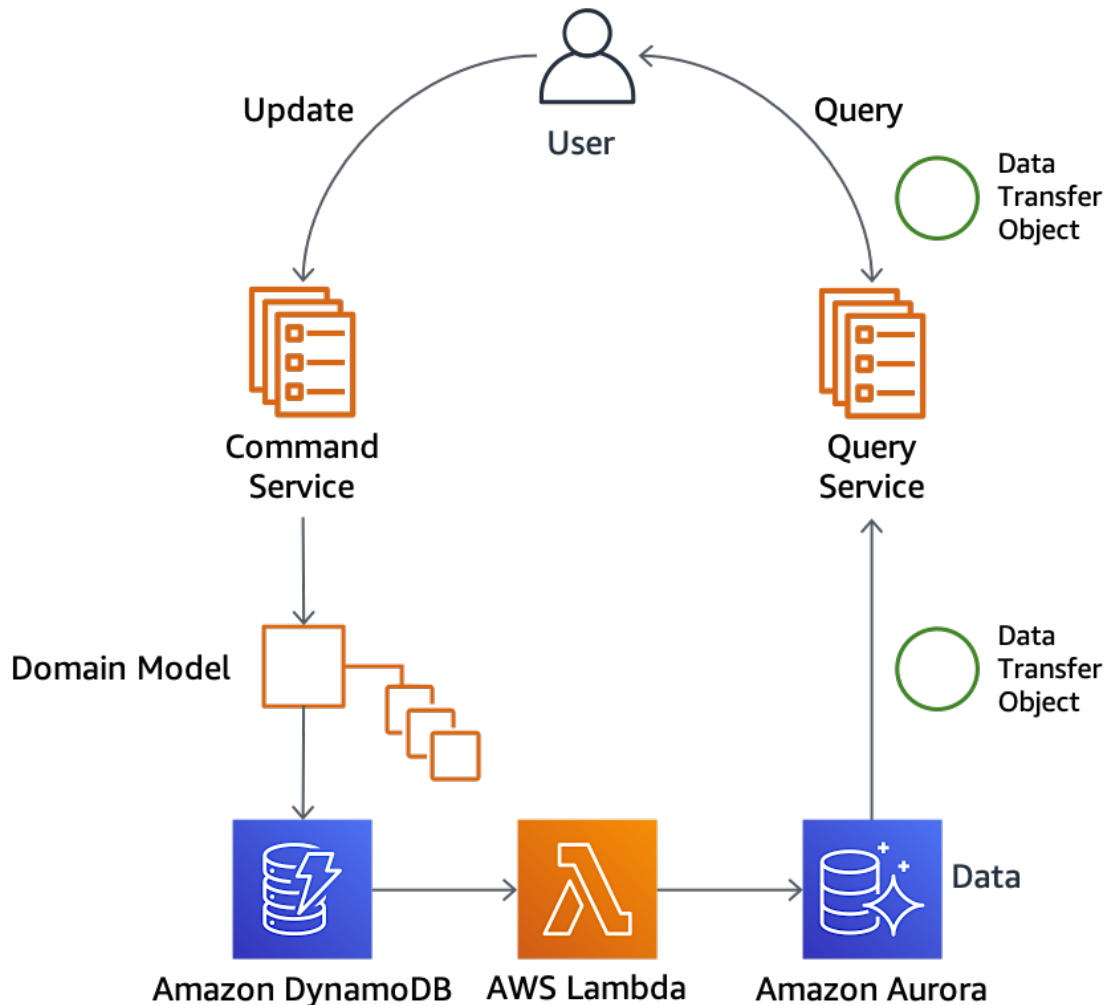 Update
User
Query
Data
Transfer
Object
Command
Service
Query
Service
Domain Model
Data
Transfer
Object
Data
Amazon DynamoDB
AWS Lambda
Amazon Aurora